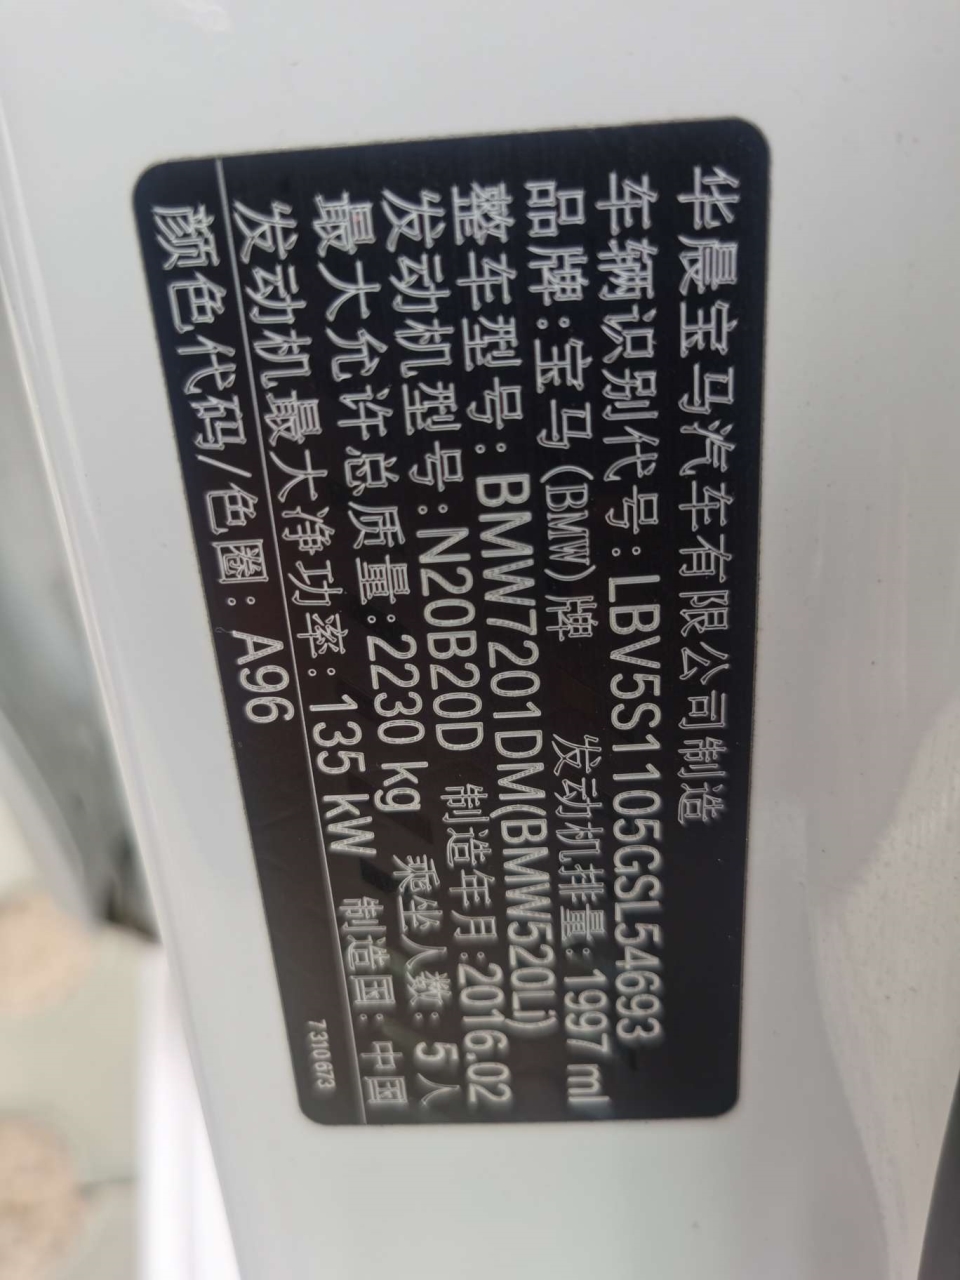 华晨宝马汽车有限公司制造
车辆识别代号:LBV5S1105GSL54693
品牌:宝马(BMW)牌 发动机排量:1997 ml
整车型号:BMW7201DM(BMW520Li)
发动机型号:N20B20D 制造年月:2016.02
最大允许总质量:2230 kg 乘坐人数:5人
发动机最大净功率:135 kW 制造国:中国
颜色代码/色圈:A96 7310673